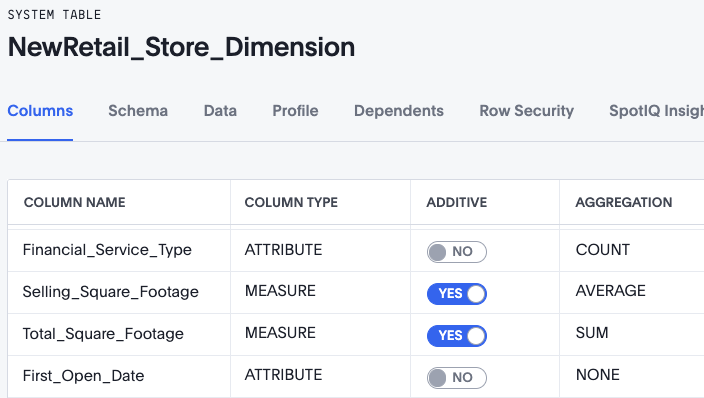 SYSTEM TABLE
NewRetail_Store_Dimension
Columns Schema Data Profile Dependents Row Security SpotIQ Insigh
COLUMN NAME COLUMN TYPE ADDITIVE AGGREGATION
Financial_Service_Type ATTRIBUTE NO COUNT
Selling_Square_Footage MEASURE YES AVERAGE
Total_Square_Footage MEASURE YES SUM
First_Open_Date ATTRIBUTE NO NONE